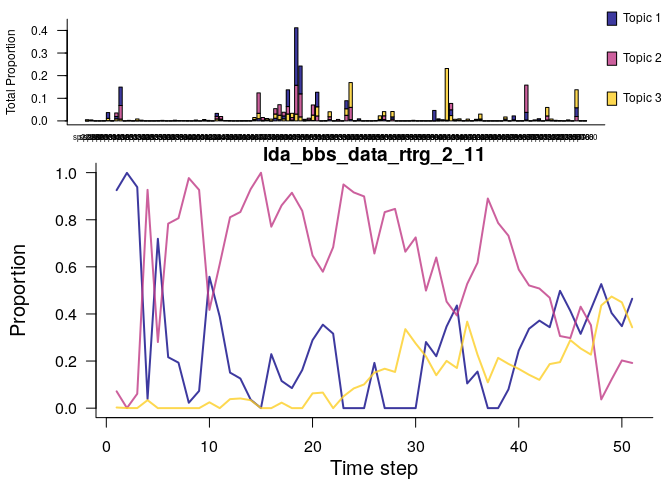 Topic 1
Topic 2
Topic 3
Total Proportion
0.4
0.3
0.2
0.1
0.0
lda_bbs_data_rtrg_2_11
Proportion
1.0
0.8
0.6
0.4
0.2
0.0
0 10 20 30 40 50
Time step